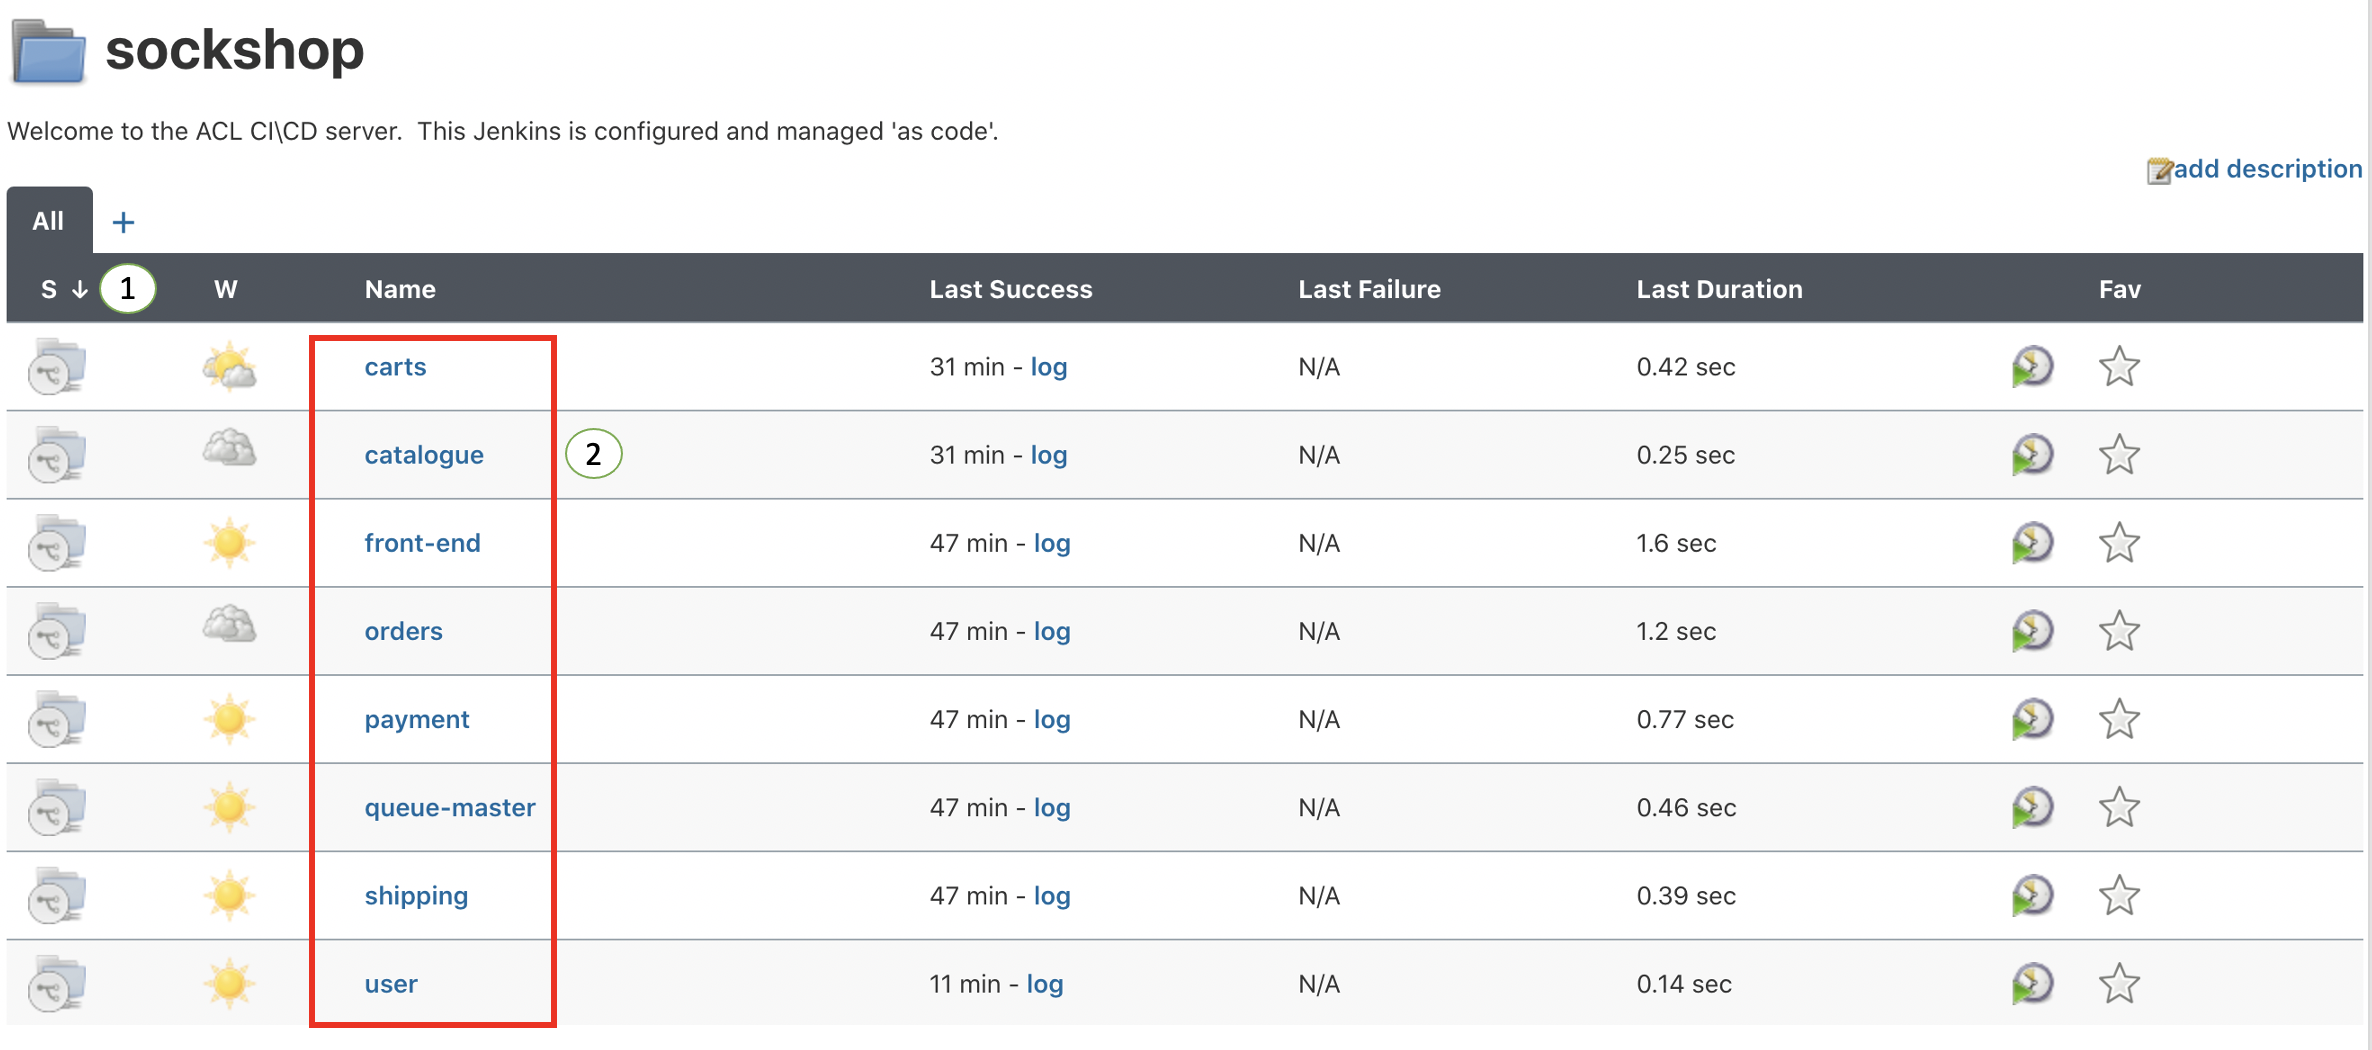 sockshop
Welcome to the ACL CI\CD server.  This Jenkins is configured and managed 'as code'.
add description
All +
S ↓ 1 W Name Last Success Last Failure Last Duration Fav
carts 31 min - log N/A 0.42 sec
catalogue 2 31 min - log N/A 0.25 sec
front-end 47 min - log N/A 1.6 sec
orders 47 min - log N/A 1.2 sec
payment 47 min - log N/A 0.77 sec
queue-master 47 min - log N/A 0.46 sec
shipping 47 min - log N/A 0.39 sec
user 11 min - log N/A 0.14 sec